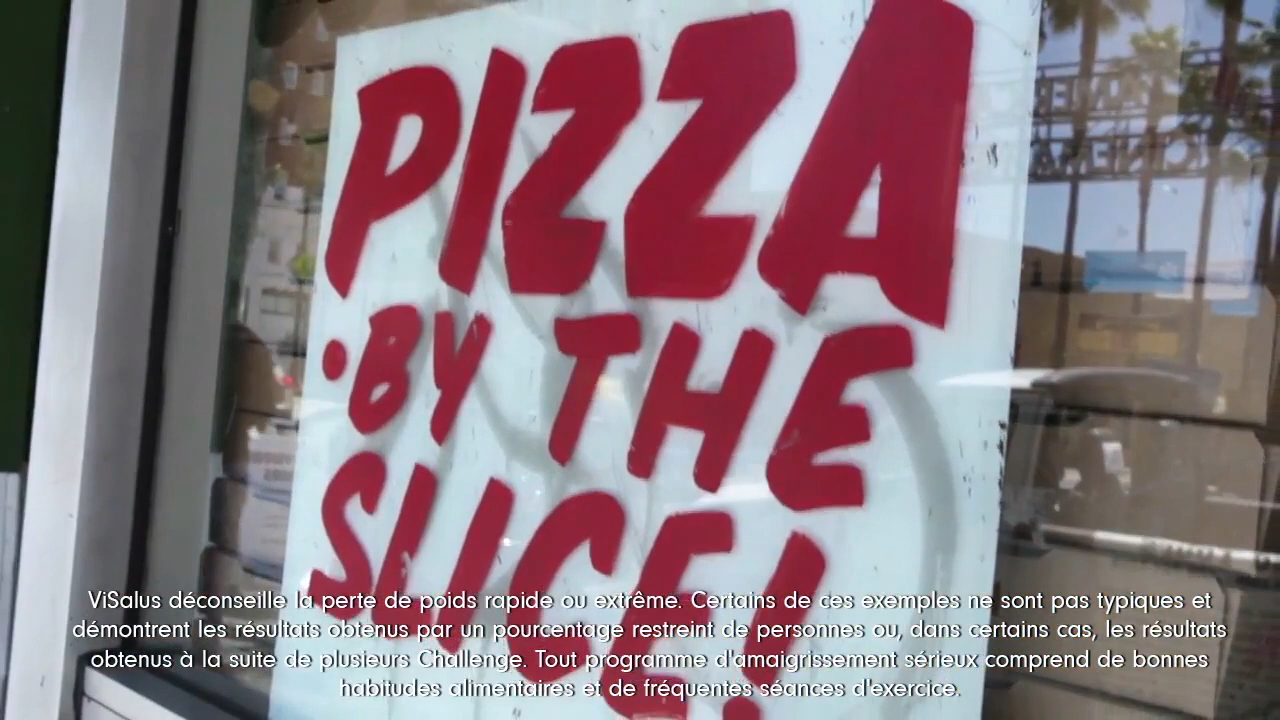 PIZZA
•BY THE
SLICE!
ViSalus déconseille la perte de poids rapide ou extrême. Certains de ces exemples ne sont pas typiques et
démontrent les résultats obtenus par un pourcentage restreint de personnes ou, dans certains cas, les résultats
obtenus à la suite de plusieurs Challenge. Tout programme d'amaigrissement sérieux comprend de bonnes
habitudes alimentaires et de fréquentes séances d'exercice.